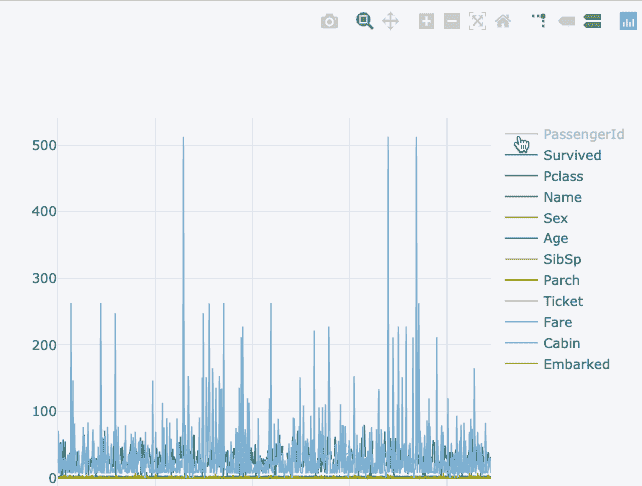 500
400
300
200
100
0
PassengerId
Survived
Pclass
Name
Sex
Age
SibSp
Parch
Ticket
Fare
Cabin
Embarked